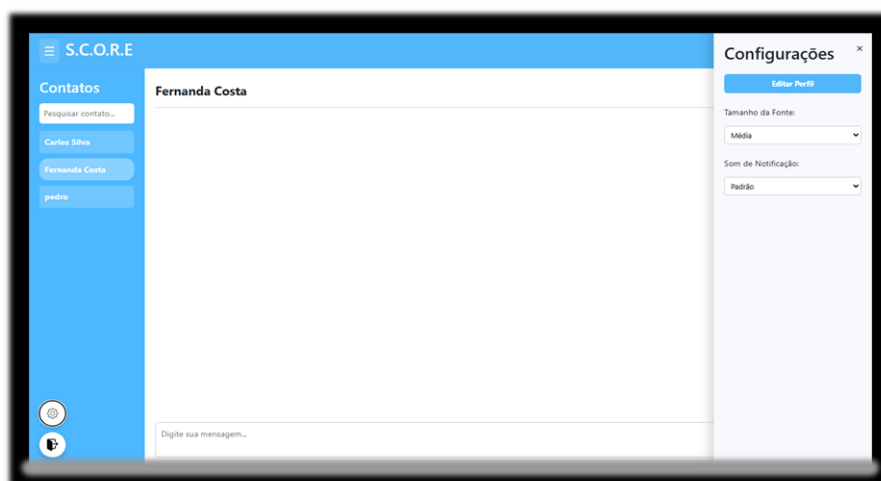 S.C.O.R.E
Contatos
Pesquisar contato...
Carlos Silva
Fernanda Costa
pedro
Fernanda Costa
Digite sua mensagem...
Configurações
Editar Perfil
Tamanho da Fonte:
Média
Som de Notificação:
Padrão